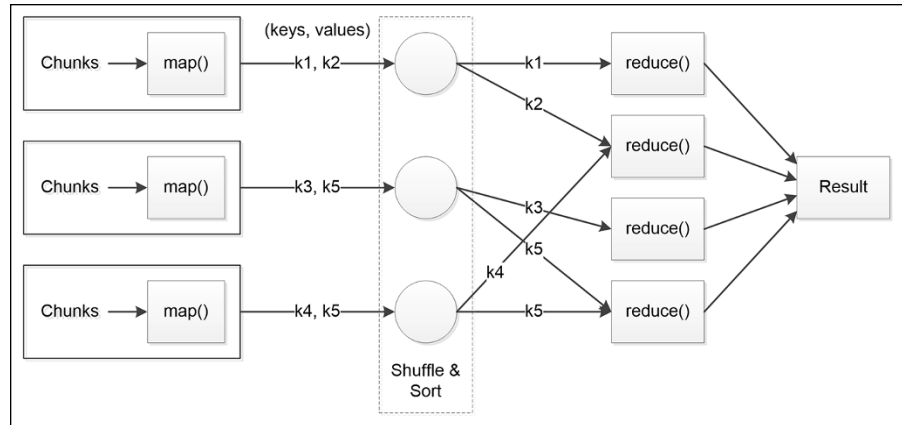 (keys, values)
Chunks
map()
k1, k2
k1
reduce()
k2
reduce()
Chunks
map()
k3, k5
k3
reduce()
Result
k5
k4
Chunks
map()
k4, k5
k5
reduce()
Shuffle &
Sort